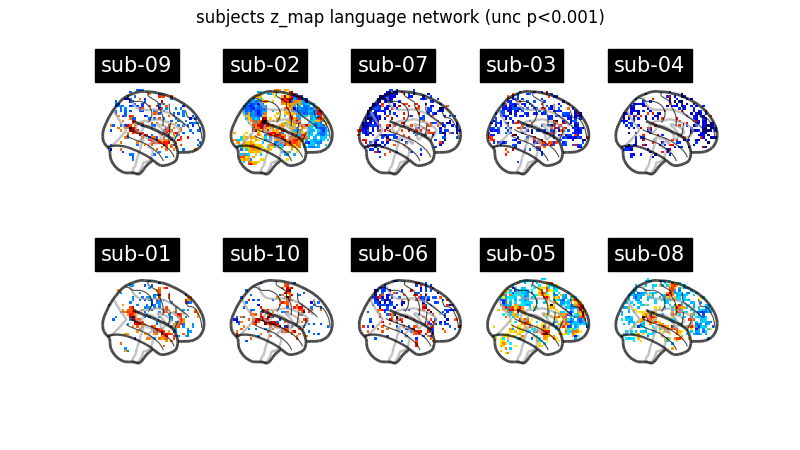 subjects z_map language network (unc p<0.001)
sub-09 sub-02 sub-07 sub-03 sub-04
sub-01 sub-10 sub-06 sub-05 sub-08